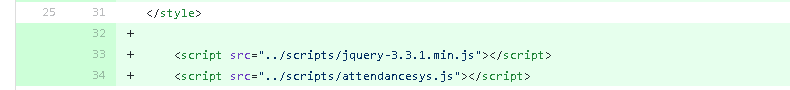 25 31 </style>
32 +
33 + <script src="../scripts/jquery-3.3.1.min.js"></script>
34 + <script src="../scripts/attendancesys.js"></script>